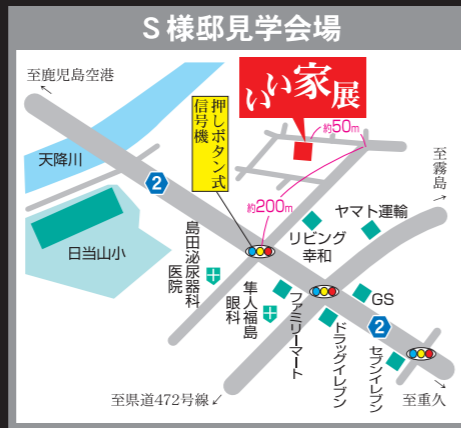 S様邸見学会場
至鹿児島空港
天降川
2
日当山小
押しボタン式
信号機
いい家展
約50m
約200m
至霧島
ヤマト運輸
リビング
幸和
島田泌尿器科
医院
隼人福島
眼科
ファミリーマート
ドラッグイレブン
GS
2
セブンイレブン
至県道472号線
至重久